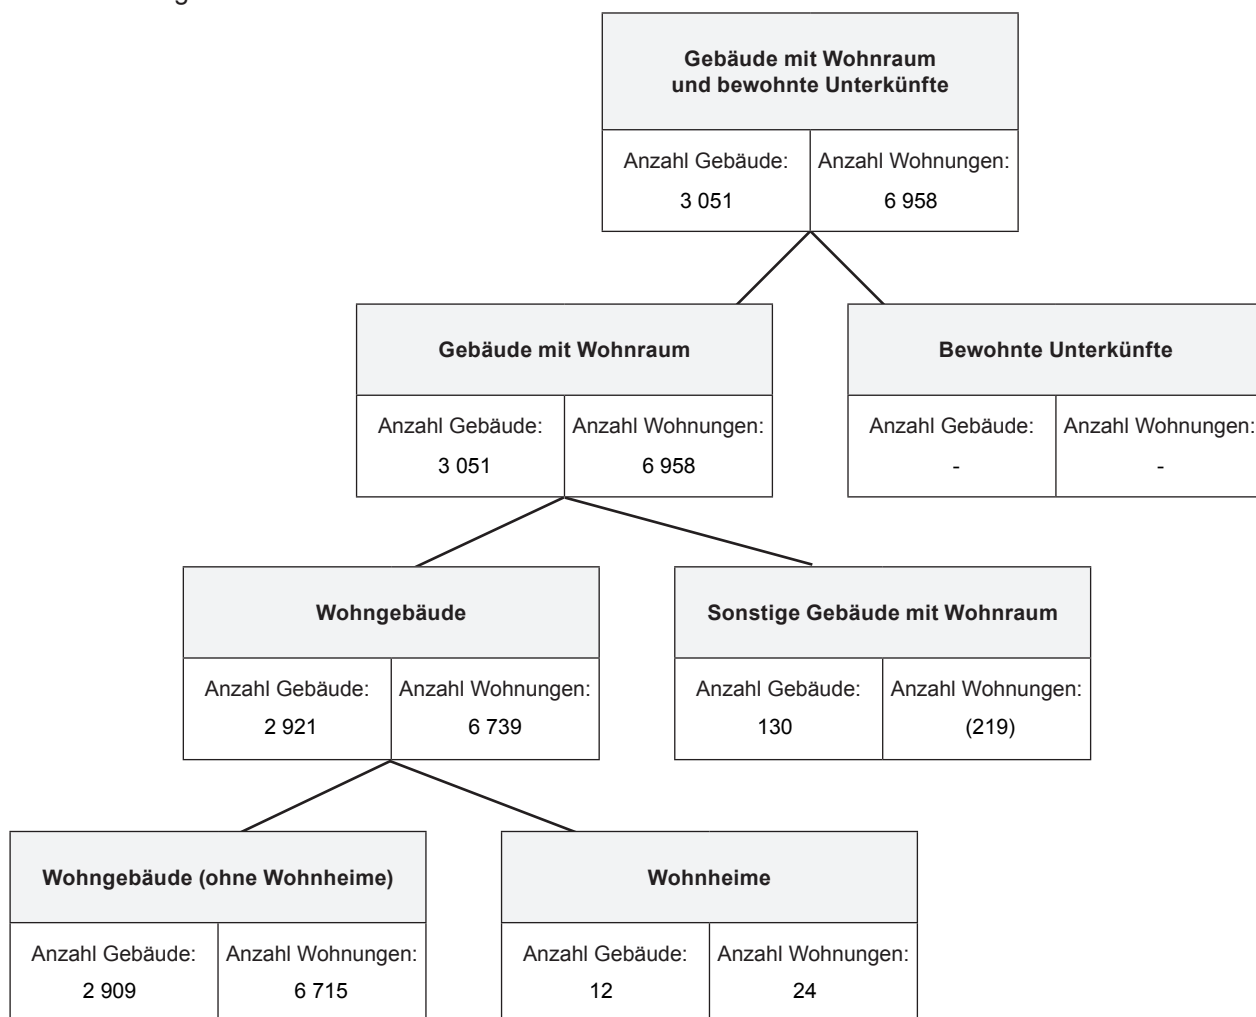 Gebäude mit Wohnraum
und bewohnte Unterkünfte
Anzahl Gebäude: Anzahl Wohnungen:
3 051 6 958
Gebäude mit Wohnraum
Anzahl Gebäude: Anzahl Wohnungen:
3 051 6 958
Bewohnte Unterkünfte
Anzahl Gebäude: Anzahl Wohnungen:
- -
Wohngebäude
Anzahl Gebäude: Anzahl Wohnungen:
2 921 6 739
Sonstige Gebäude mit Wohnraum
Anzahl Gebäude: Anzahl Wohnungen:
130 (219)
Wohngebäude (ohne Wohnheime)
Anzahl Gebäude: Anzahl Wohnungen:
2 909 6 715
Wohnheime
Anzahl Gebäude: Anzahl Wohnungen:
12 24